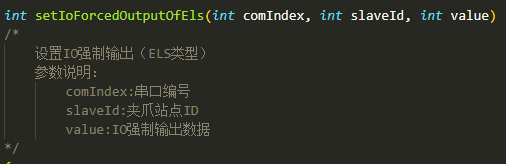 int setIoForcedOutputOfEls(int comIndex, int slaveId, int value)
/*
设置IO强制输出（ELS类型）
参数说明：
comIndex:串口编号
slaveId:夹爪站点ID
value:IO强制输出数据
*/